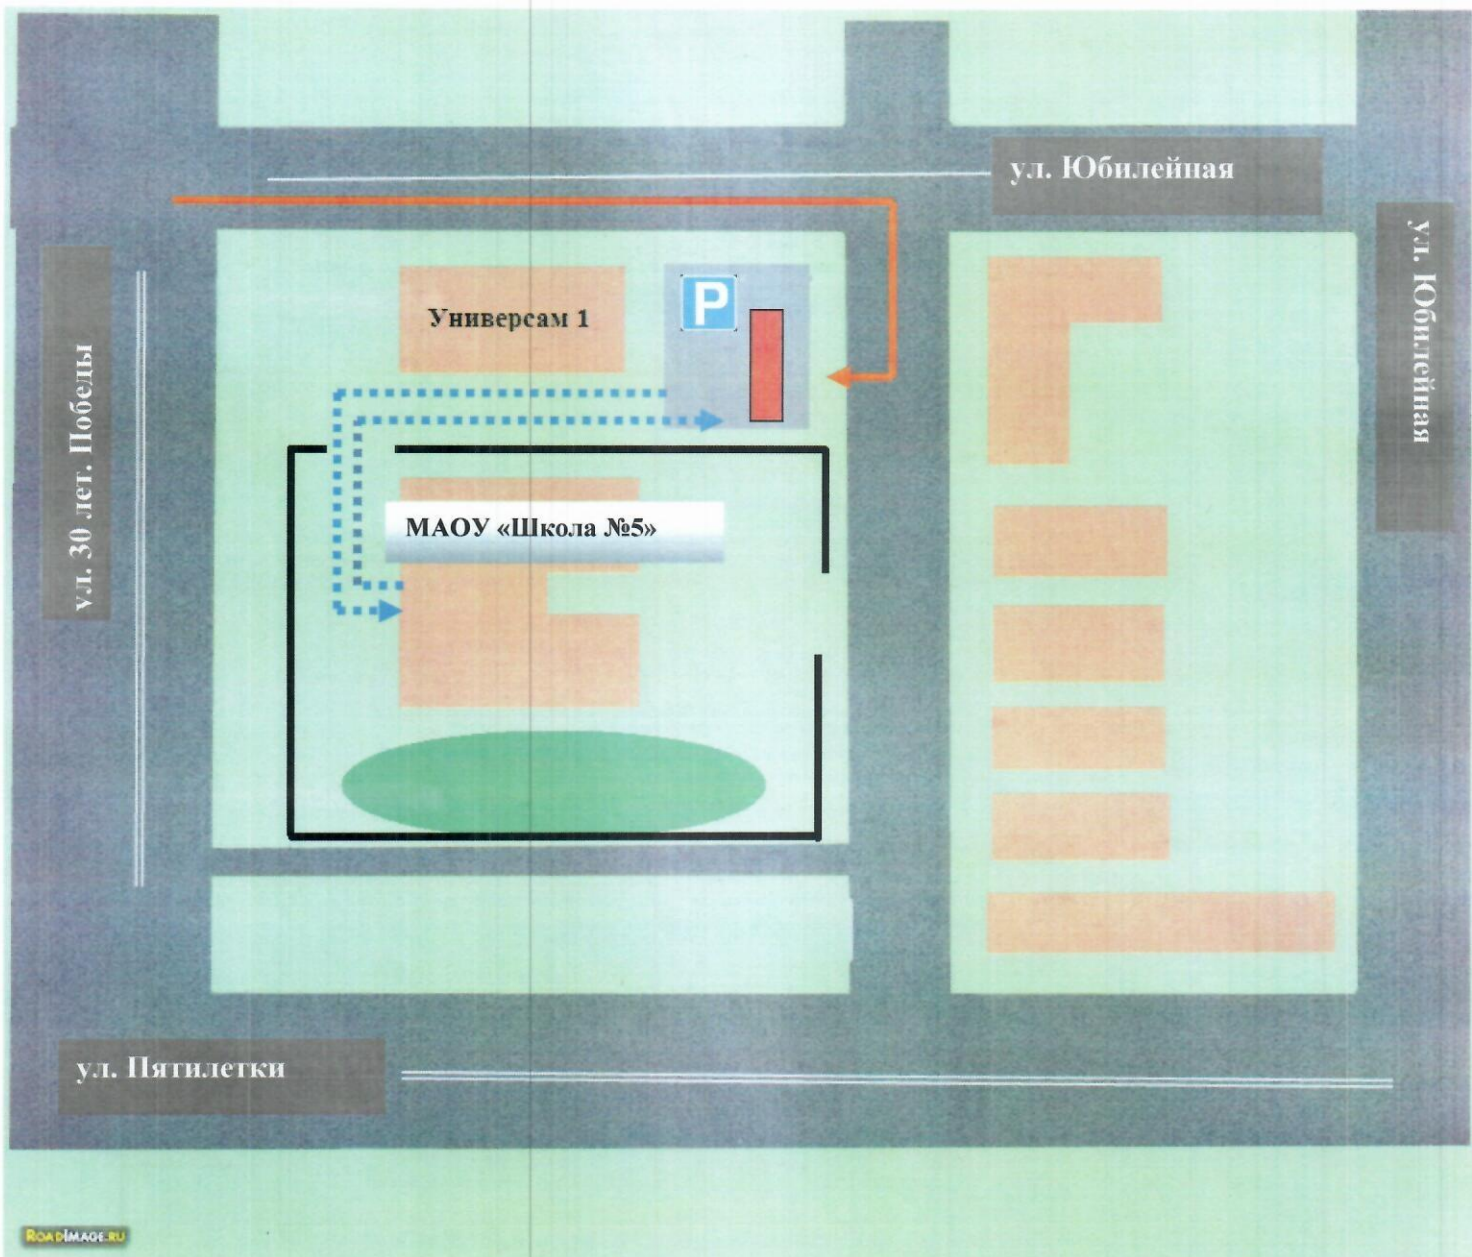 ул. Юбилейная
ул. Юбилейная
Универсам 1
P
ул. 30 лет. Победы
МАОУ «Школа №5»
ул. Пятилетки
ROADIMAGE.RU